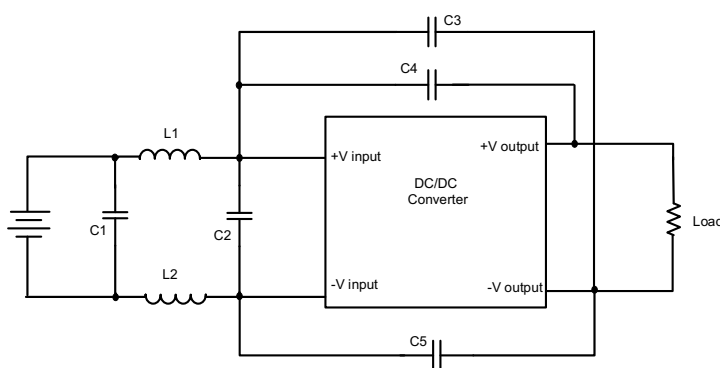 C3
C4
L1
+V input
+V output
DC/DC
Converter
C1
C2
Load
L2
-V input
-V output
C5